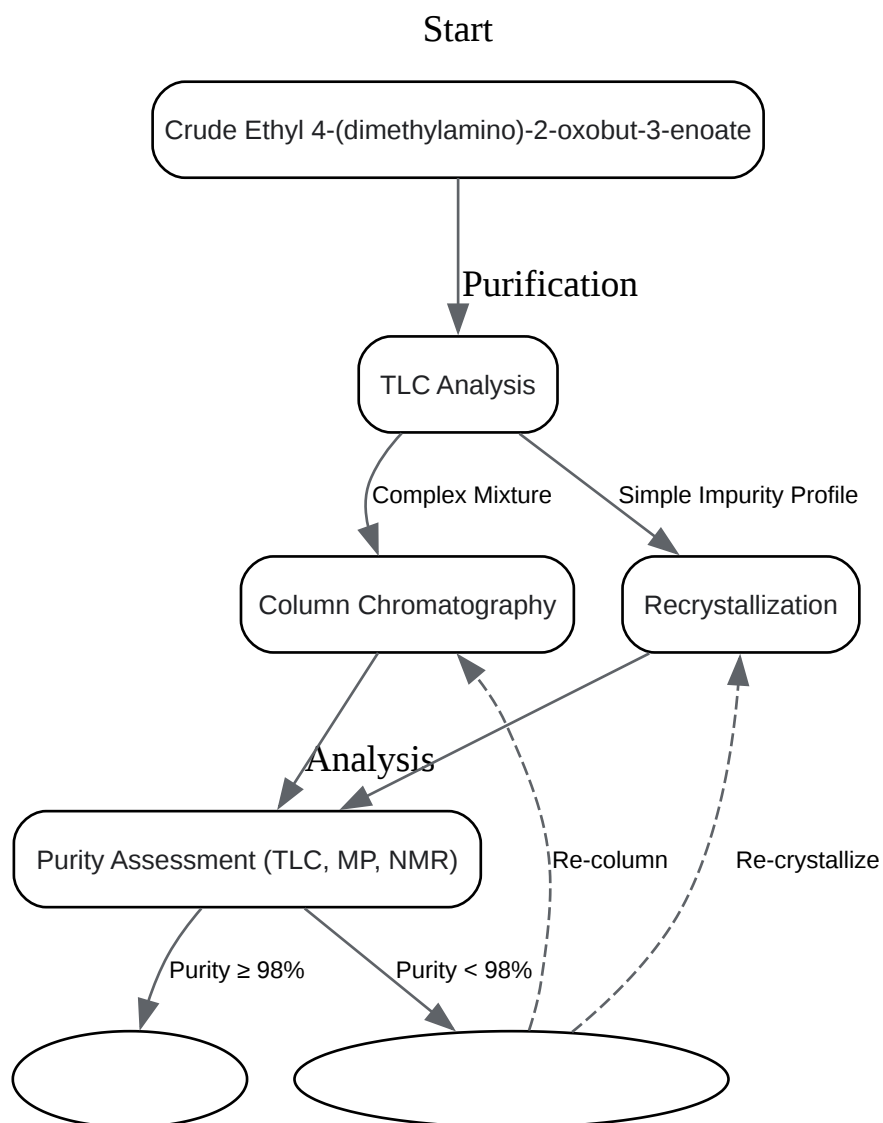 Start
Crude Ethyl 4-(dimethylamino)-2-oxobut-3-enoate
Purification
TLC Analysis
Complex Mixture
Simple Impurity Profile
Column Chromatography
Recrystallization
Analysis
Purity Assessment (TLC, MP, NMR)
Re-column
Re-crystallize
Purity ≥ 98%
Purity < 98%